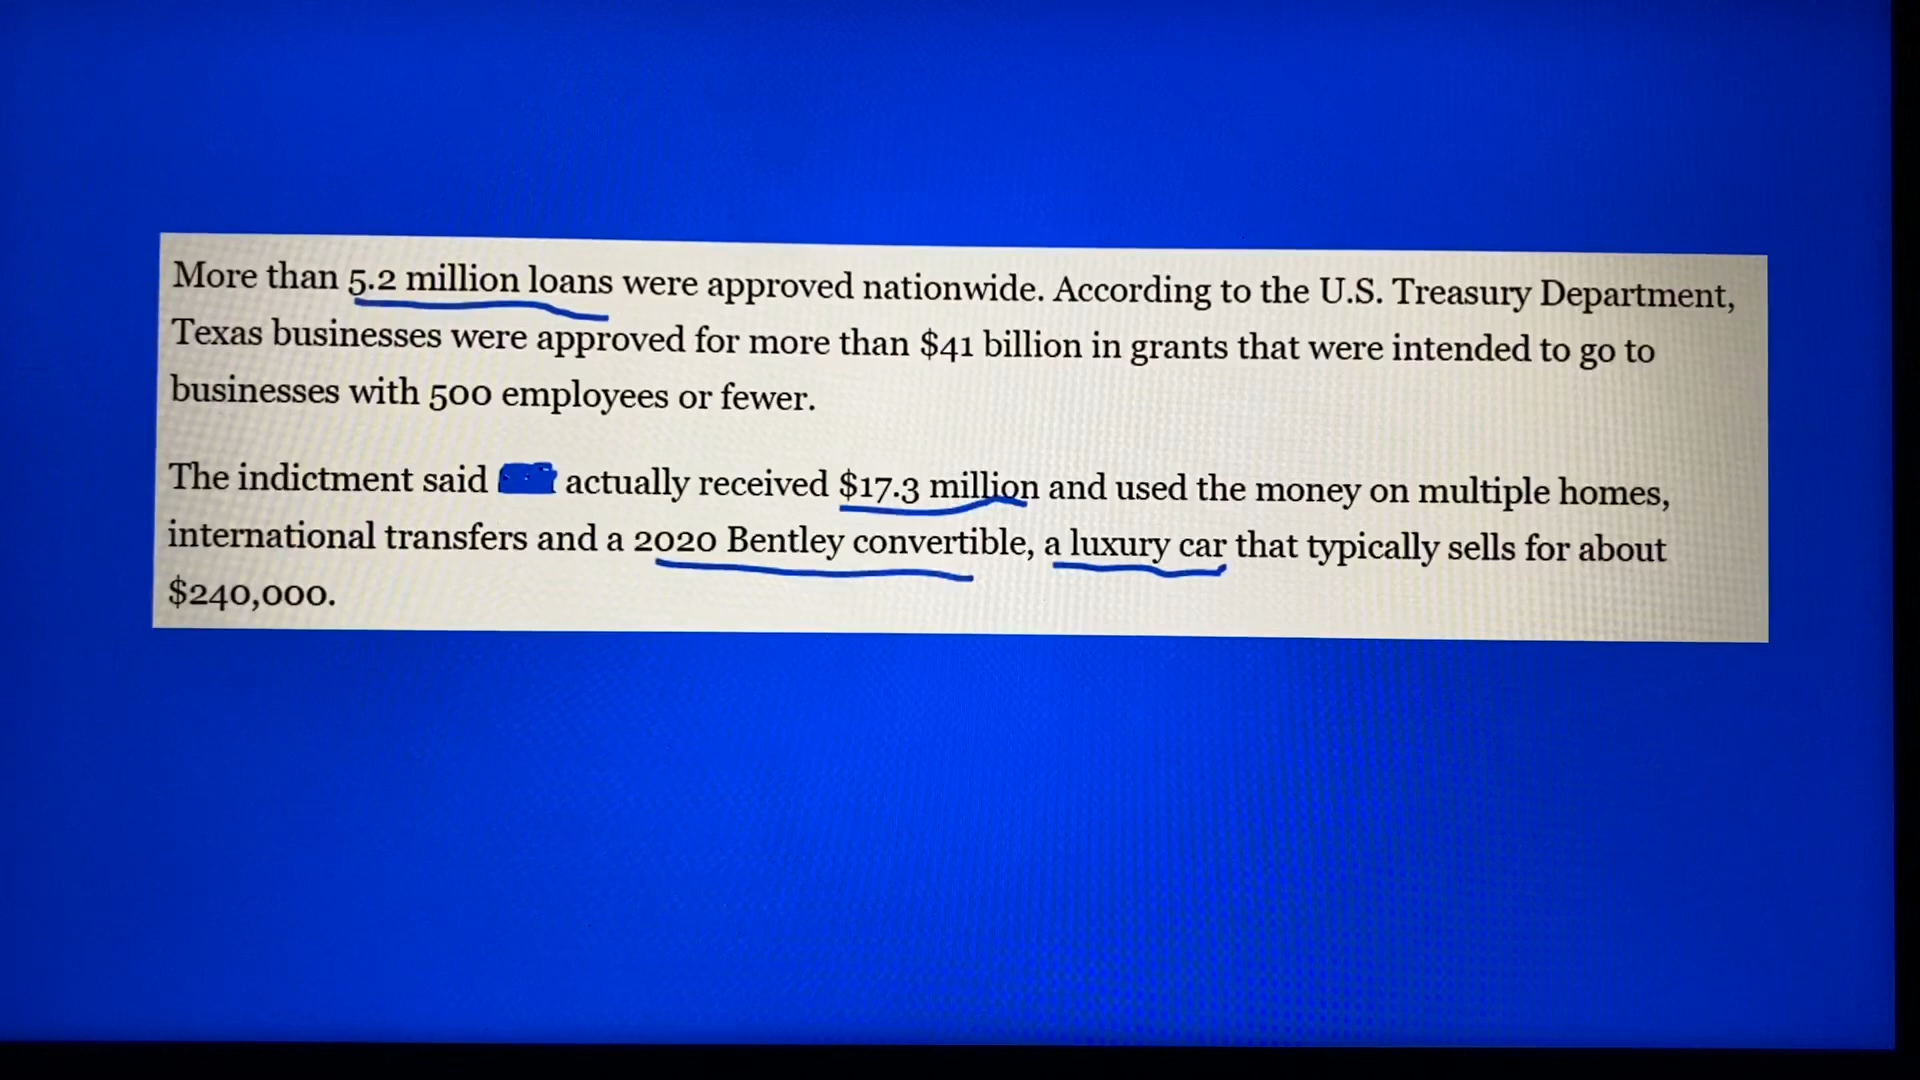 More than 5.2 million loans were approved nationwide. According to the U.S. Treasury Department,
Texas businesses were approved for more than $41 billion in grants that were intended to go to
businesses with 500 employees or fewer.
The indictment said actually received $17.3 million and used the money on multiple homes,
international transfers and a 2020 Bentley convertible, a luxury car that typically sells for about
$240,000.